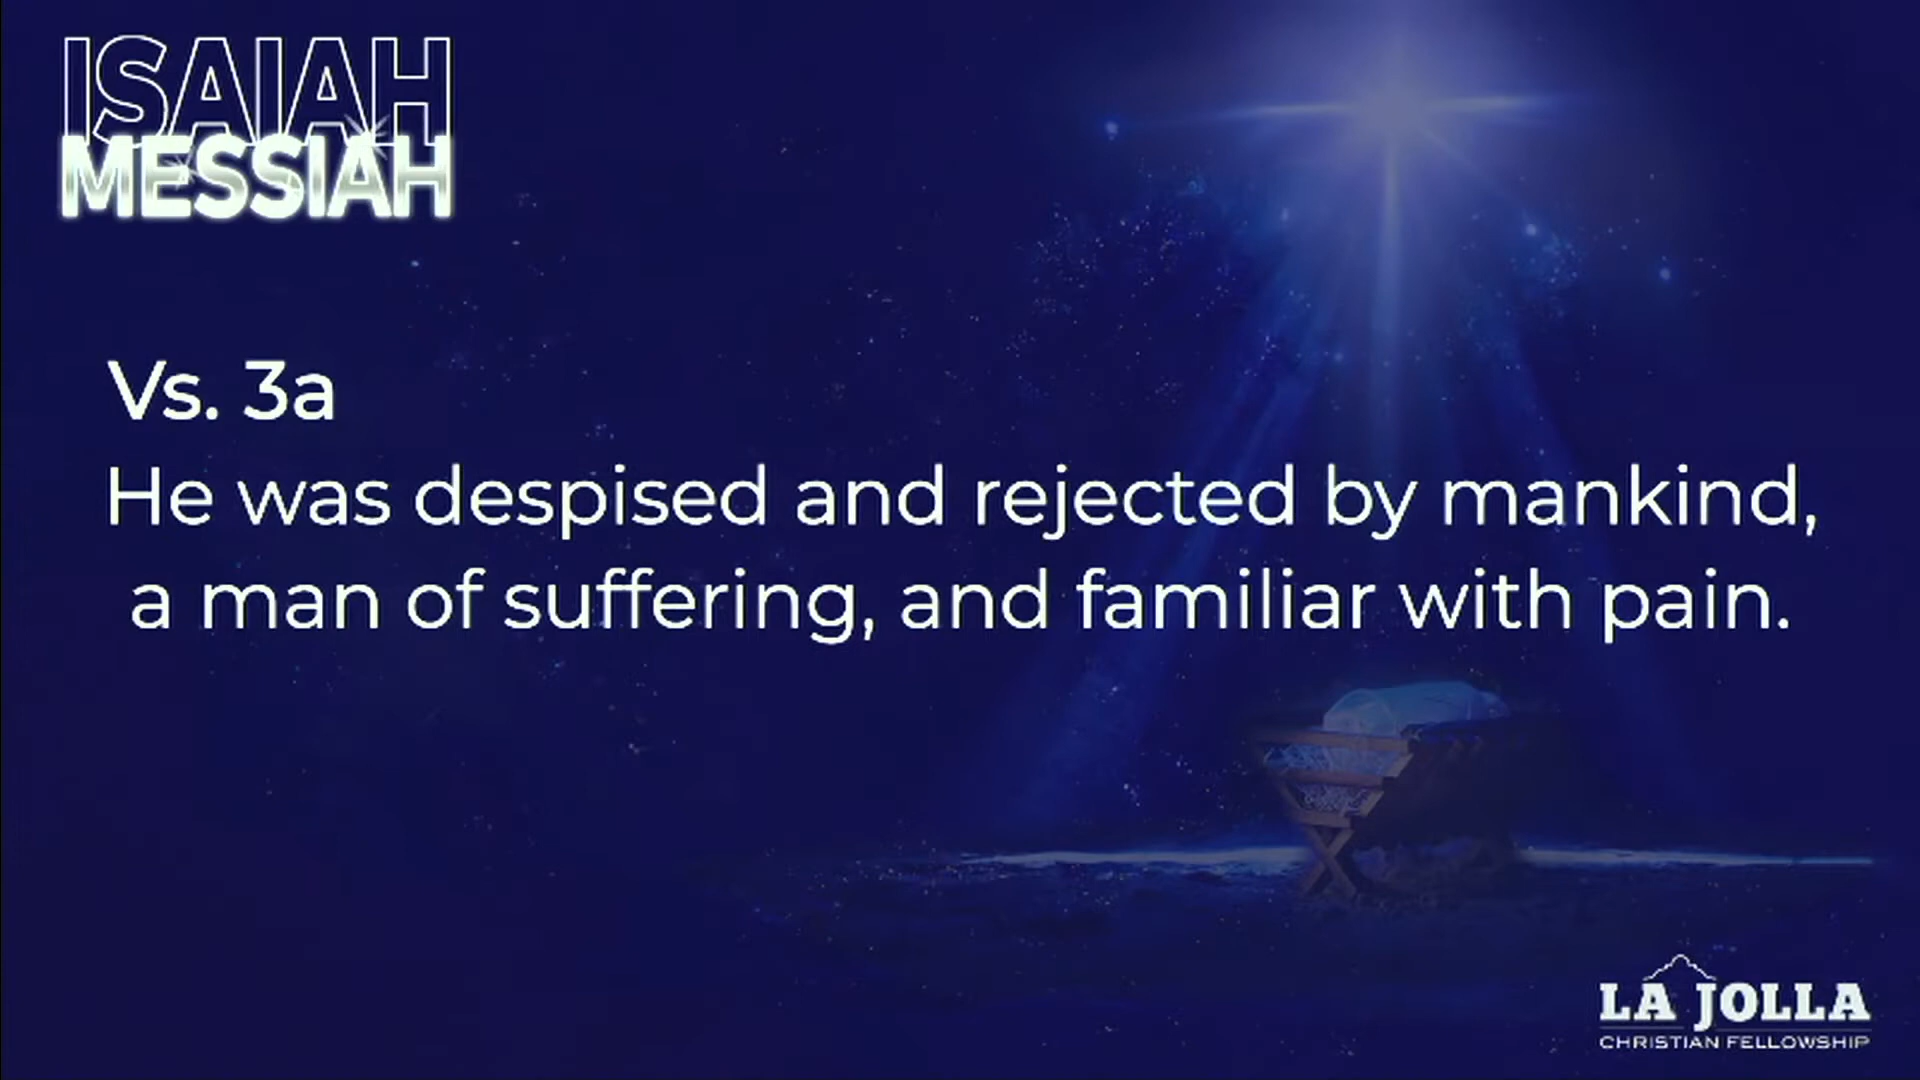 ISAIAH
MESSIAH
Vs. 3a
He was despised and rejected by mankind,
a man of suffering, and familiar with pain.
LA JOLLA
CHRISTIAN FELLOWSHIP